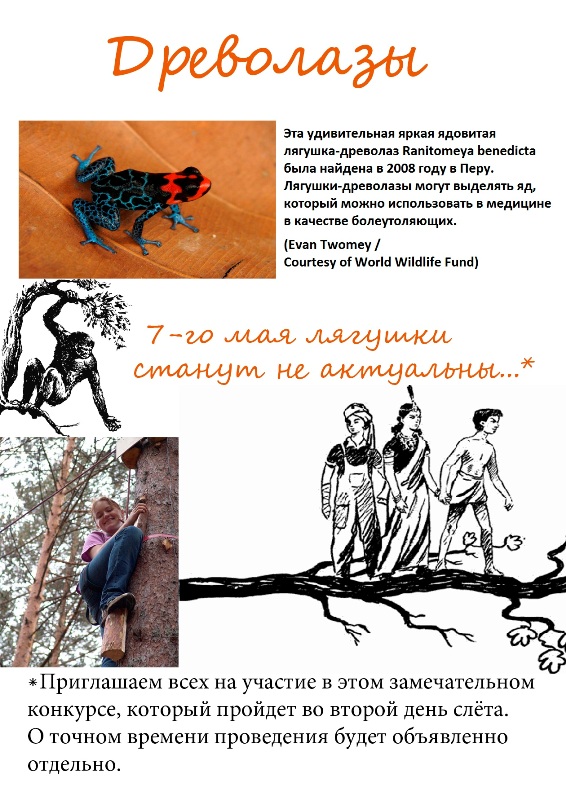 Древолазы
Эта удивительная яркая ядовитая
лягушка-древолаз Ranitomeya benedicta
была найдена в 2008 году в Перу.
Лягушки-древолазы могут выделять яд,
который можно использовать в медицине
в качестве болеутоляющих.
(Evan Twomey /
Courtesy of World Wildlife Fund)
7-го мая лягушки
станут не актуальны...*
*Приглашаем всех на участие в этом замечательном
конкурсе, который пройдет во второй день слёта.
О точном времени проведения будет объявленно
отдельно.